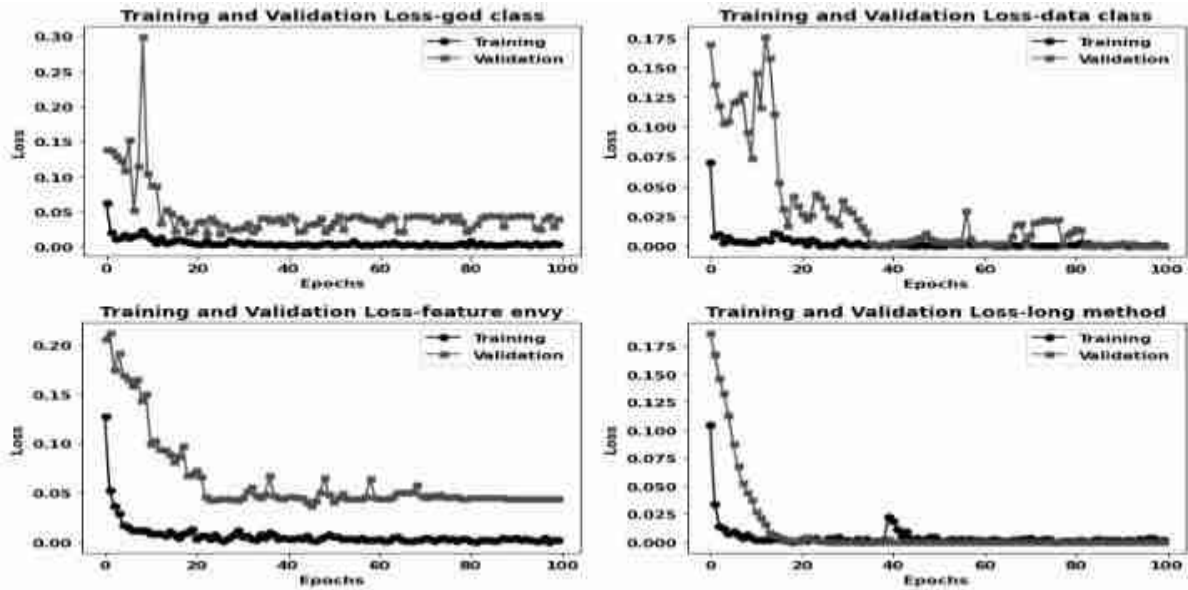 Training and Validation Loss-god class
0.30
0.25
0.20
0.15
0.10
0.05
0.00
Loss
Training
Validation
0
20
40
60
80
100
Epochs
Training and Validation Loss-data class
0.175
0.150
0.125
0.100
0.075
0.050
0.025
0.000
Loss
Training
Validation
0
20
40
60
80
100
Epochs
Training and Validation Loss-feature envy
0.20
0.15
0.10
0.05
0.00
Loss
Training
Validation
0
20
40
60
80
100
Epochs
Training and Validation Loss-long method
0.175
0.150
0.125
0.100
0.075
0.050
0.025
0.000
Loss
Training
Validation
0
20
40
60
80
100
Epochs